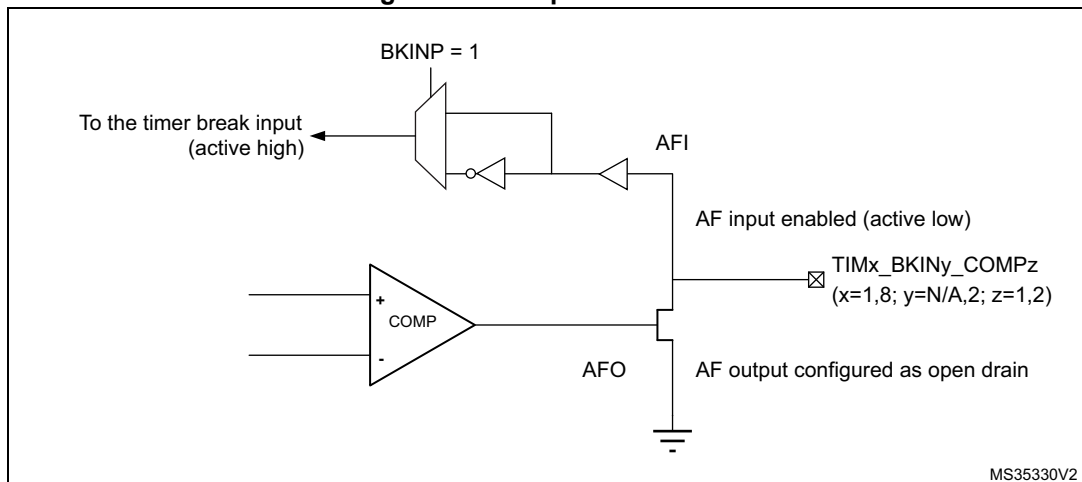 BKINP = 1
To the timer break input
(active high)
AFI
AF input enabled (active low)
TIMx_BKINy_COMPz
(x=1,8; y=N/A,2; z=1,2)
+
COMP
-
AFO
AF output configured as open drain
MS35330V2